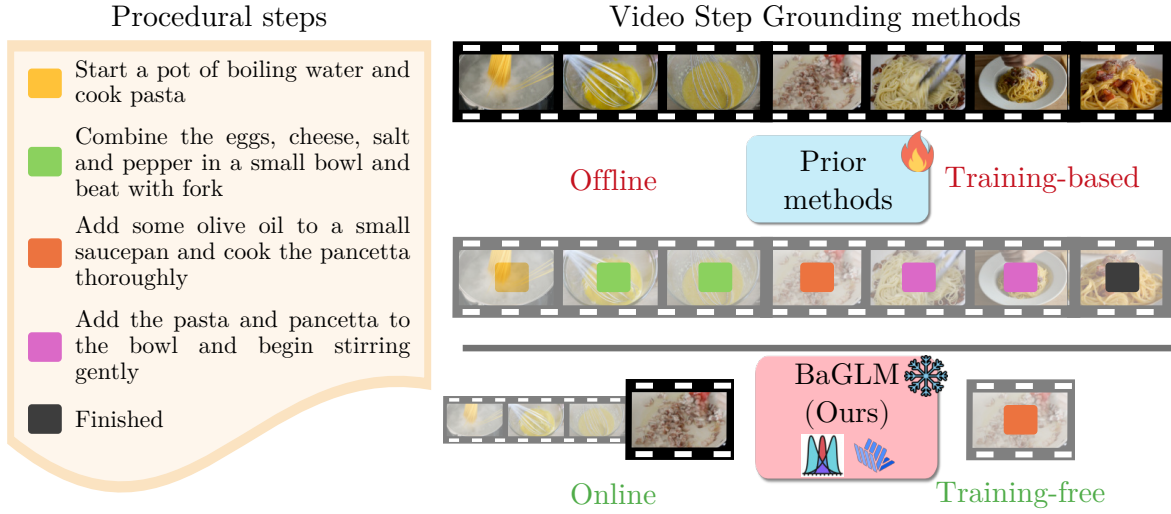 Procedural steps
Start a pot of boiling water and
cook pasta
Combine the eggs, cheese, salt
and pepper in a small bowl and
beat with fork
Add some olive oil to a small
saucepan and cook the pancetta
thoroughly
Add the pasta and pancetta to
the bowl and begin stirring
gently
Finished
Video Step Grounding methods
Offline
Prior
methods
Training-based
BaGLM
(Ours)
Online
Training-free